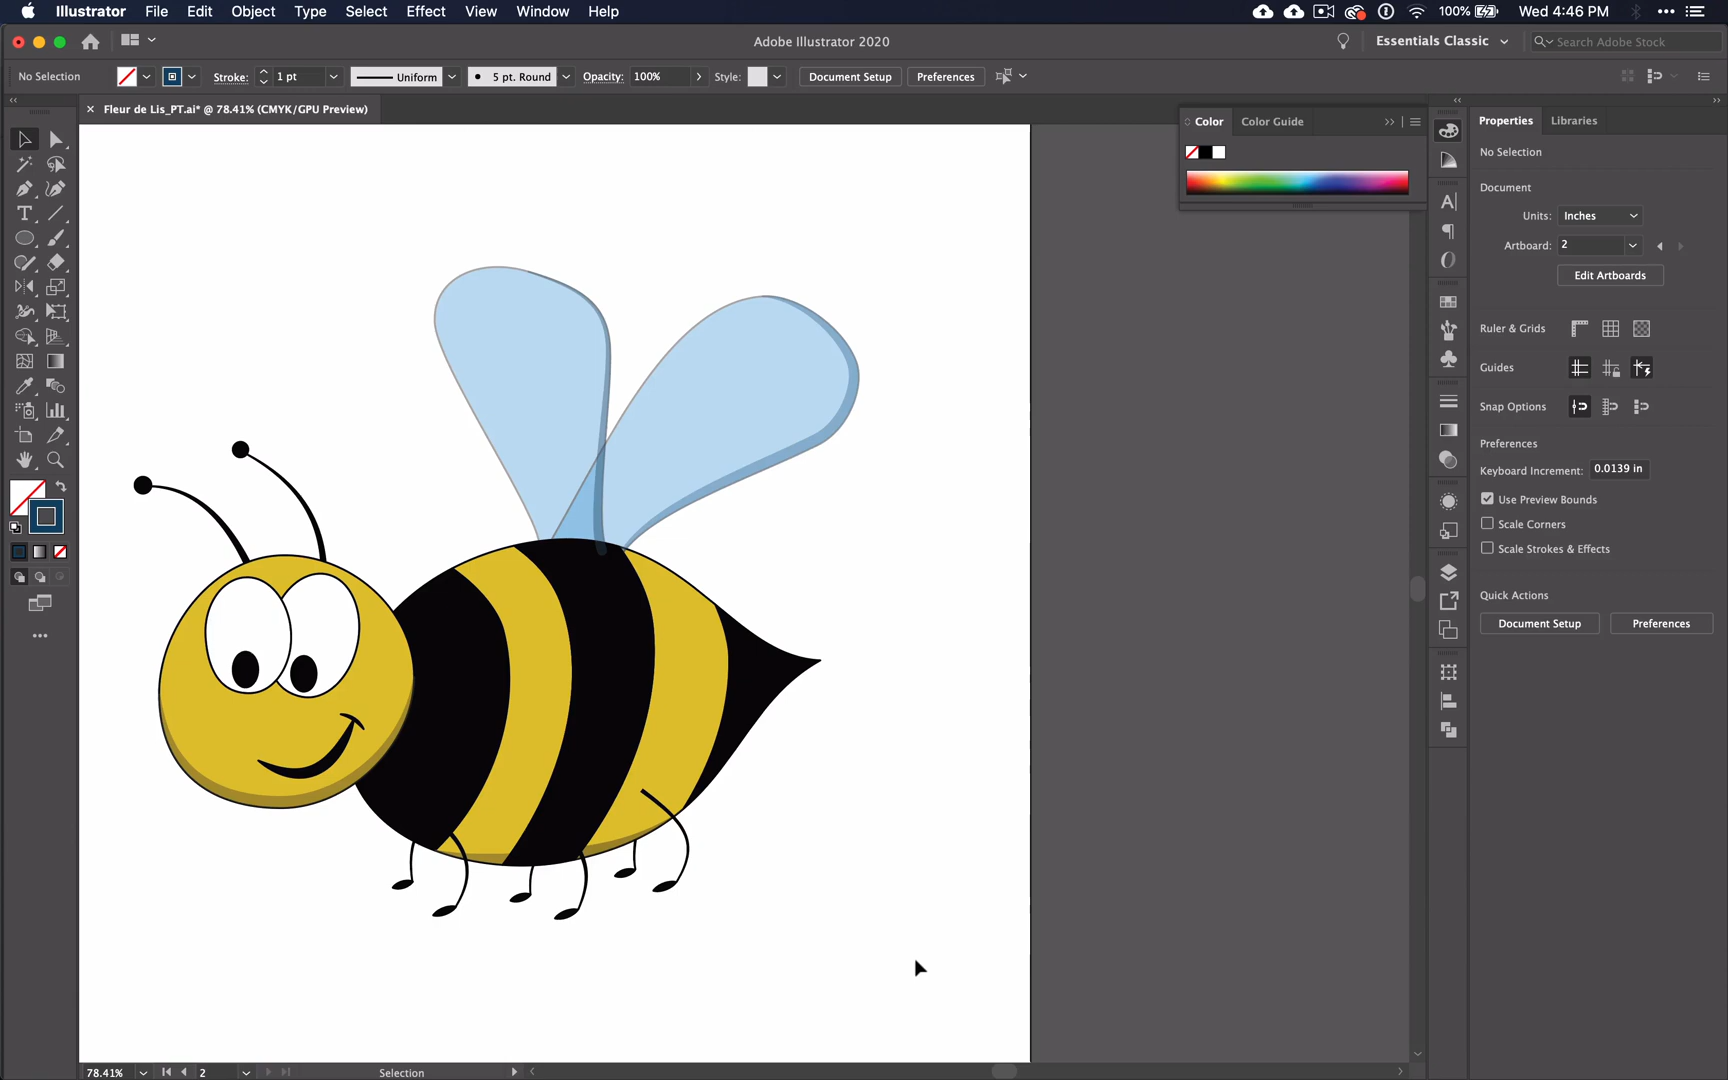 Illustrator File Edit Object Type Select Effect View Window Help 100% Wed 4:46 PM
Adobe Illustrator 2020 Essentials Classic Search Adobe Stock
No Selection Stroke: 1 pt Uniform 5 pt. Round Opacity: 100% Style: Document Setup Preferences
Fleur de Lis_PT.ai* @ 78.41% (CMYK/GPU Preview)
Color Color Guide
Properties Libraries
No Selection
Document
Units: Inches
Artboard: 2
Edit Artboards
Ruler & Grids
Guides
Snap Options
Preferences
Keyboard Increment: 0.0139 in
Use Preview Bounds
Scale Corners
Scale Strokes & Effects
Quick Actions
Document Setup Preferences
78.41% 2 Selection